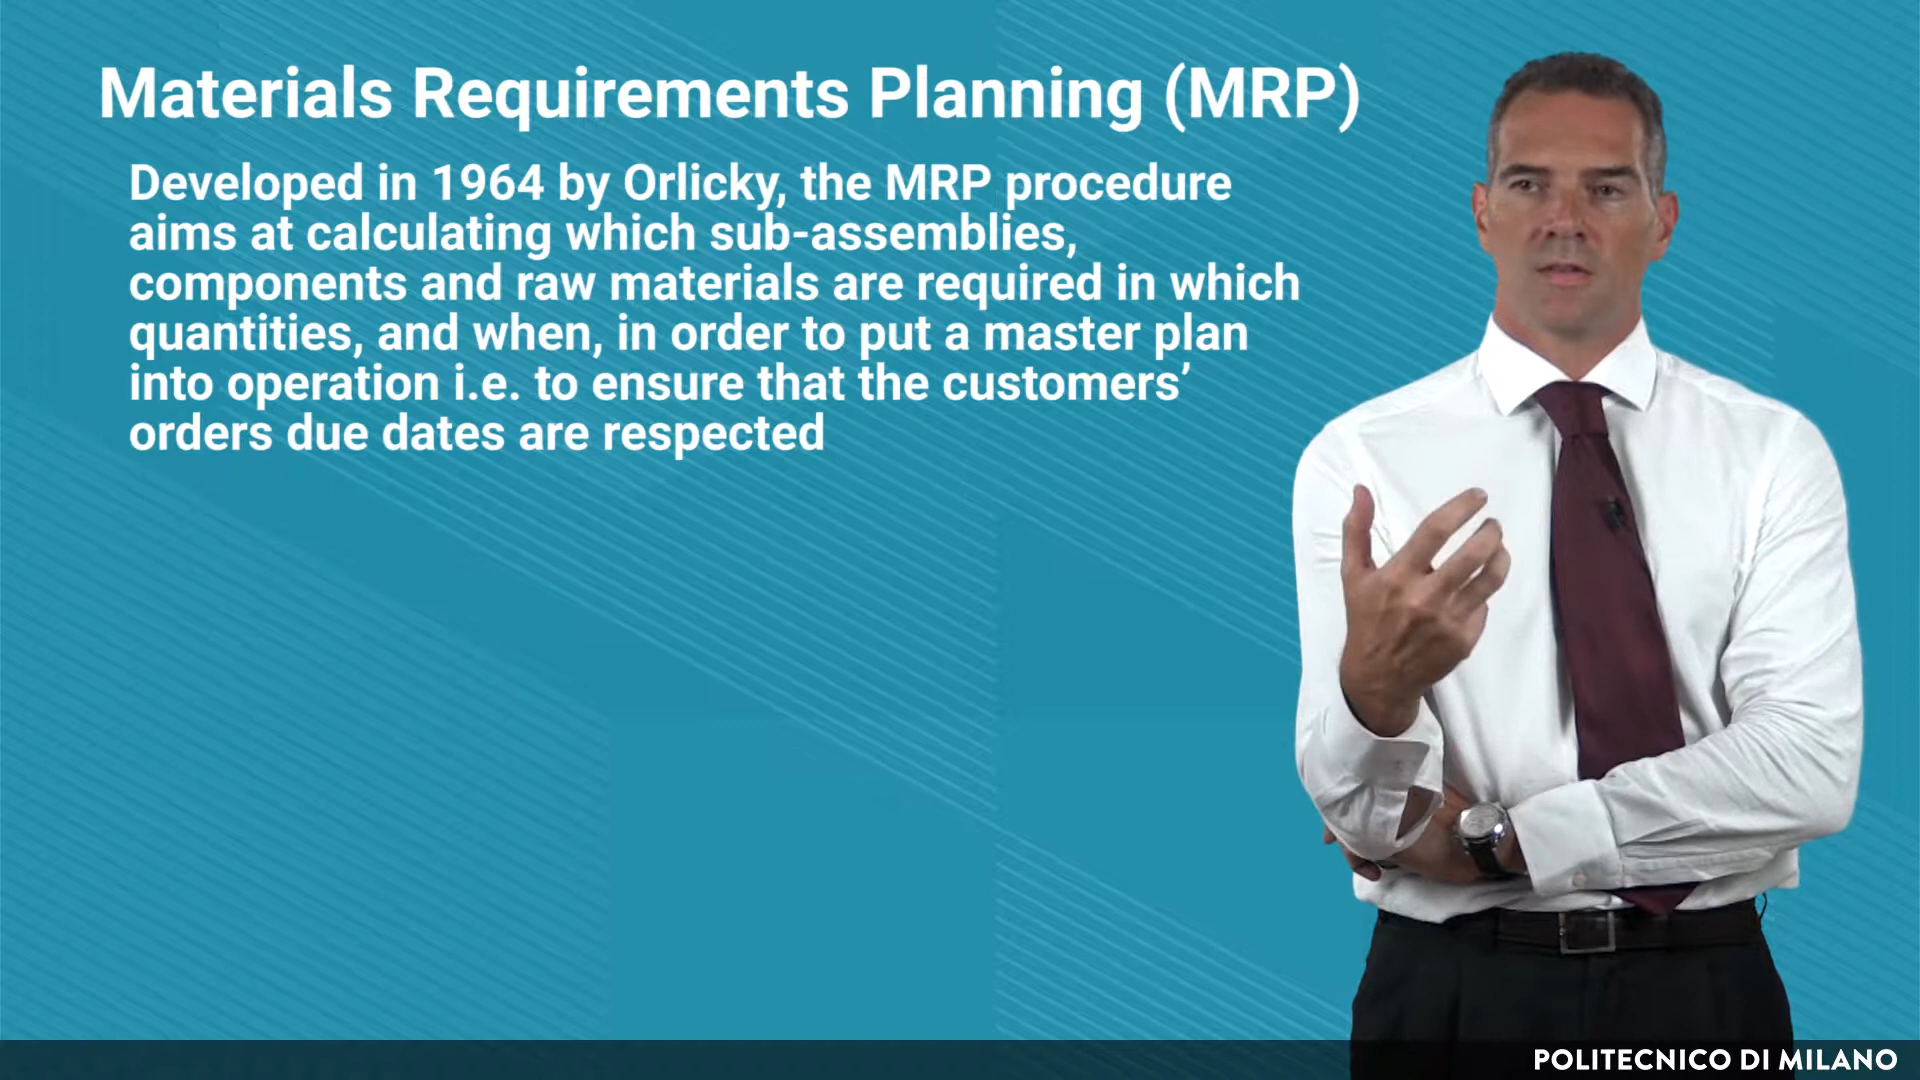 Materials Requirements Planning (MRP)
Developed in 1964 by Orlicky, the MRP procedure
aims at calculating which sub-assemblies,
components and raw materials are required in which
quantities, and when, in order to put a master plan
into operation i.e. to ensure that the customers’
orders due dates are respected
POLITECNICO DI MILANO